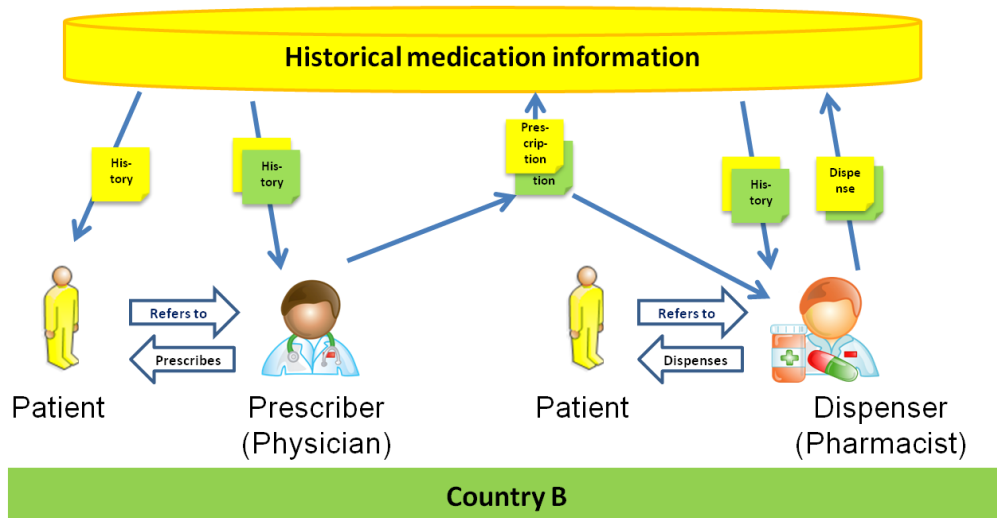 Historical medication information
His-
tory
His-
tory
Pres-
crip-
tion
tion
His-
tory
Dispe
nse
Refers to
Prescribes
Refers to
Dispenses
Patient
Prescriber
(Physician)
Patient
Dispenser
(Pharmacist)
Country B